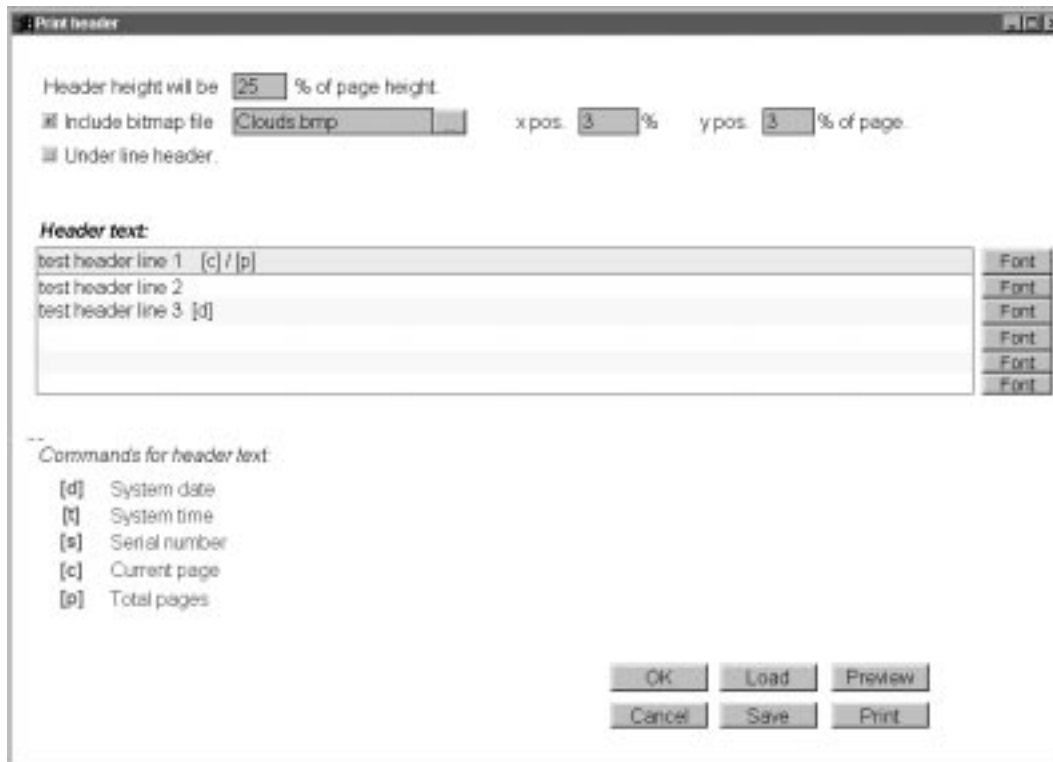 Print header
Header height will be 25 % of page height.
Include bitmap file Clouds.bmp ... x pos. 3 % y pos. 3 % of page.
Under line header.
Header text:
test header line 1 [c] / [p] Font
test header line 2 Font
test header line 3 [d] Font
Font
Font
Font
Commands for header text:
[d] System date
[t] System time
[s] Serial number
[c] Current page
[p] Total pages
OK Load Preview
Cancel Save Print